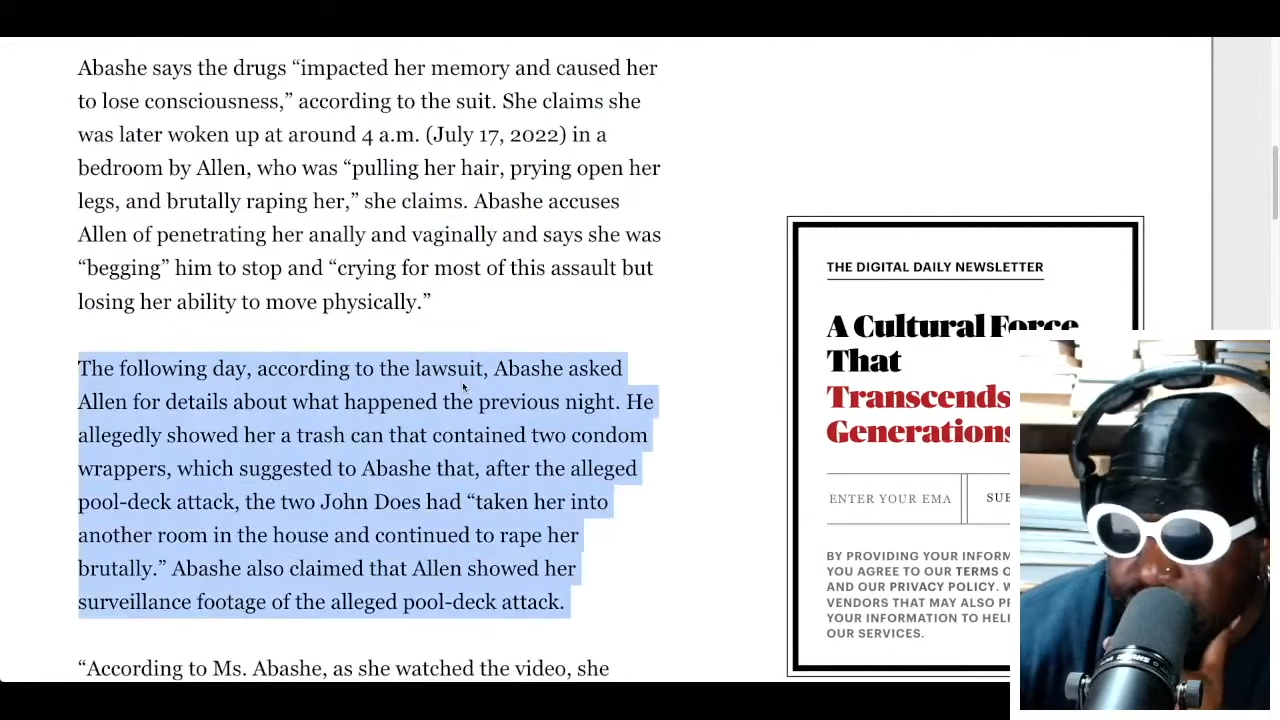 Abashe says the drugs “impacted her memory and caused her
to lose consciousness,” according to the suit. She claims she
was later woken up at around 4 a.m. (July 17, 2022) in a
bedroom by Allen, who was “pulling her hair, prying open her
legs, and brutally raping her,” she claims. Abashe accuses
Allen of penetrating her anally and vaginally and says she was
“begging” him to stop and “crying for most of this assault but
losing her ability to move physically.”
The following day, according to the lawsuit, Abashe asked
Allen for details about what happened the previous night. He
allegedly showed her a trash can that contained two condom
wrappers, which suggested to Abashe that, after the alleged
pool-deck attack, the two John Does had “taken her into
another room in the house and continued to rape her
brutally.” Abashe also claimed that Allen showed her
surveillance footage of the alleged pool-deck attack.
“According to Ms. Abashe, as she watched the video, she
THE DIGITAL DAILY NEWSLETTER
A Cultural Force
That
Transcends
Generations
ENTER YOUR EMA
SUB
BY PROVIDING YOUR INFORM
YOU AGREE TO OUR TERMS O
AND OUR PRIVACY POLICY. W
VENDORS THAT MAY ALSO PR
YOUR INFORMATION TO HELP
OUR SERVICES.